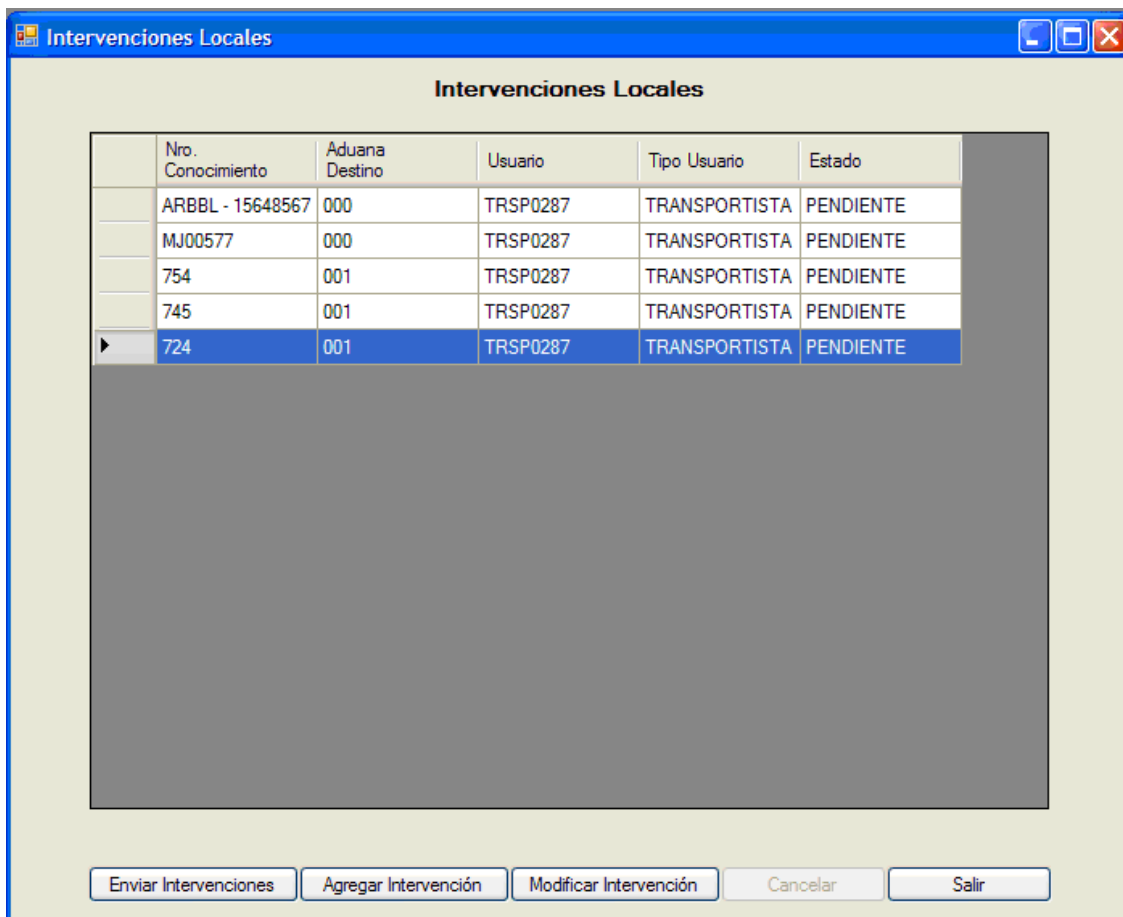 Intervenciones Locales
Intervenciones Locales
Nro. Conocimiento Aduana Destino Usuario Tipo Usuario Estado
ARBBL - 15648567 000 TRSP0287 TRANSPORTISTA PENDIENTE
MJ00577 000 TRSP0287 TRANSPORTISTA PENDIENTE
754 001 TRSP0287 TRANSPORTISTA PENDIENTE
745 001 TRSP0287 TRANSPORTISTA PENDIENTE
724 001 TRSP0287 TRANSPORTISTA PENDIENTE
Enviar Intervenciones Agregar Intervención Modificar Intervención Cancelar Salir